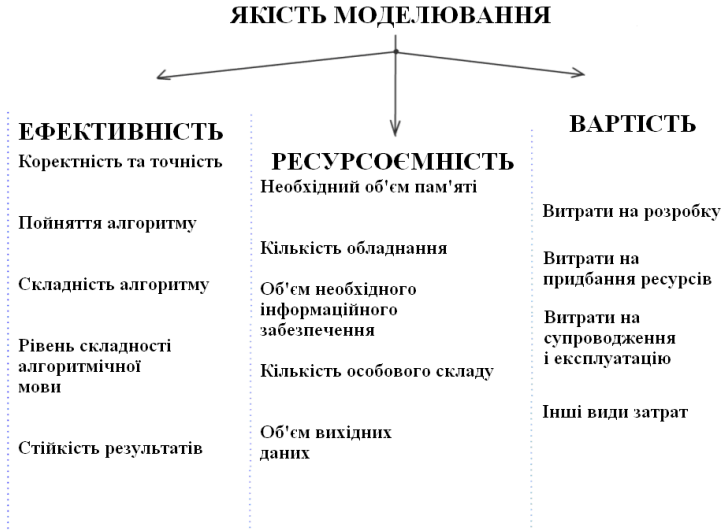 ЯКІСТЬ МОДЕЛЮВАННЯ
ЕФЕКТИВНІСТЬ
Коректність та точність
Пойняття алгоритму
Складність алгоритму
Рівень складності
алгоритмічної
мови
Стійкість результатів
РЕСУРСОЄМНІСТЬ
Необхідний об'єм пам'яті
Кількість обладнання
Об'єм необхідного
інформаційного
забезпечення
Кількість особового складу
Об'єм вихідних
даних
ВАРТІСТЬ
Витрати на розробку
Витрати на
придбання ресурсів
Витрати на
супроводження
і експлуатацію
Інші види затрат